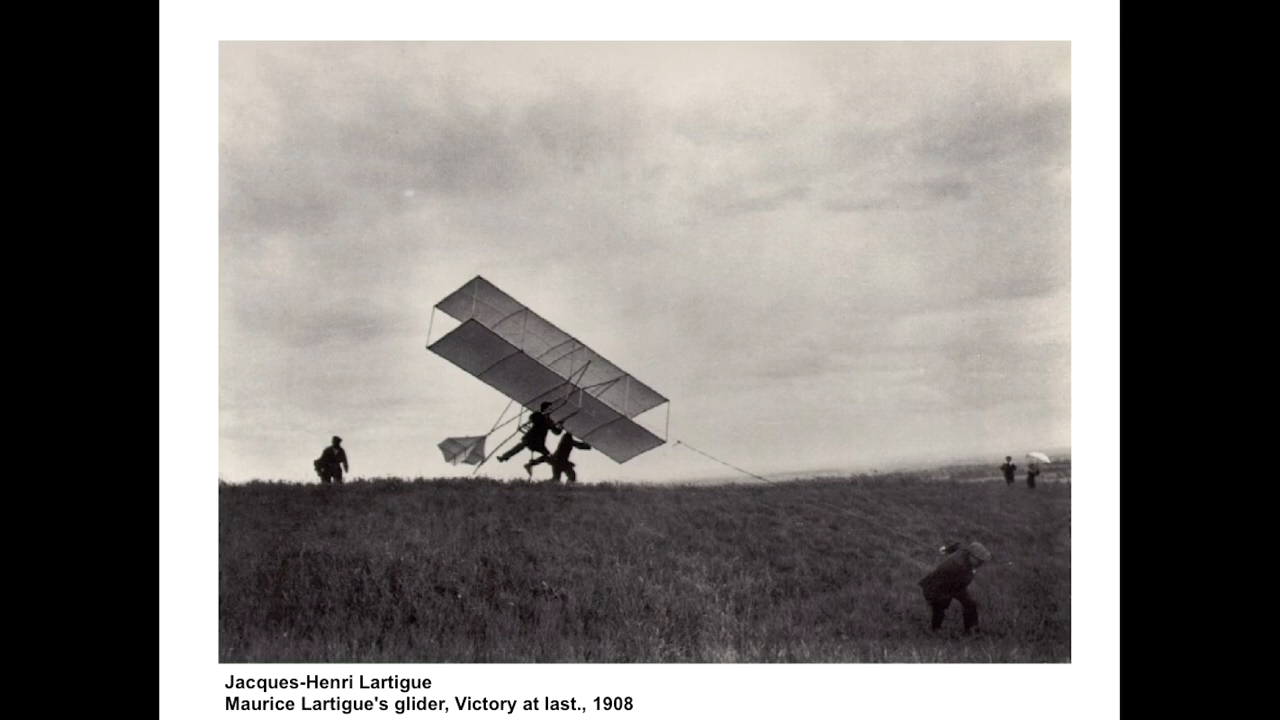 Jacques-Henri Lartigue
Maurice Lartigue's glider, Victory at last., 1908